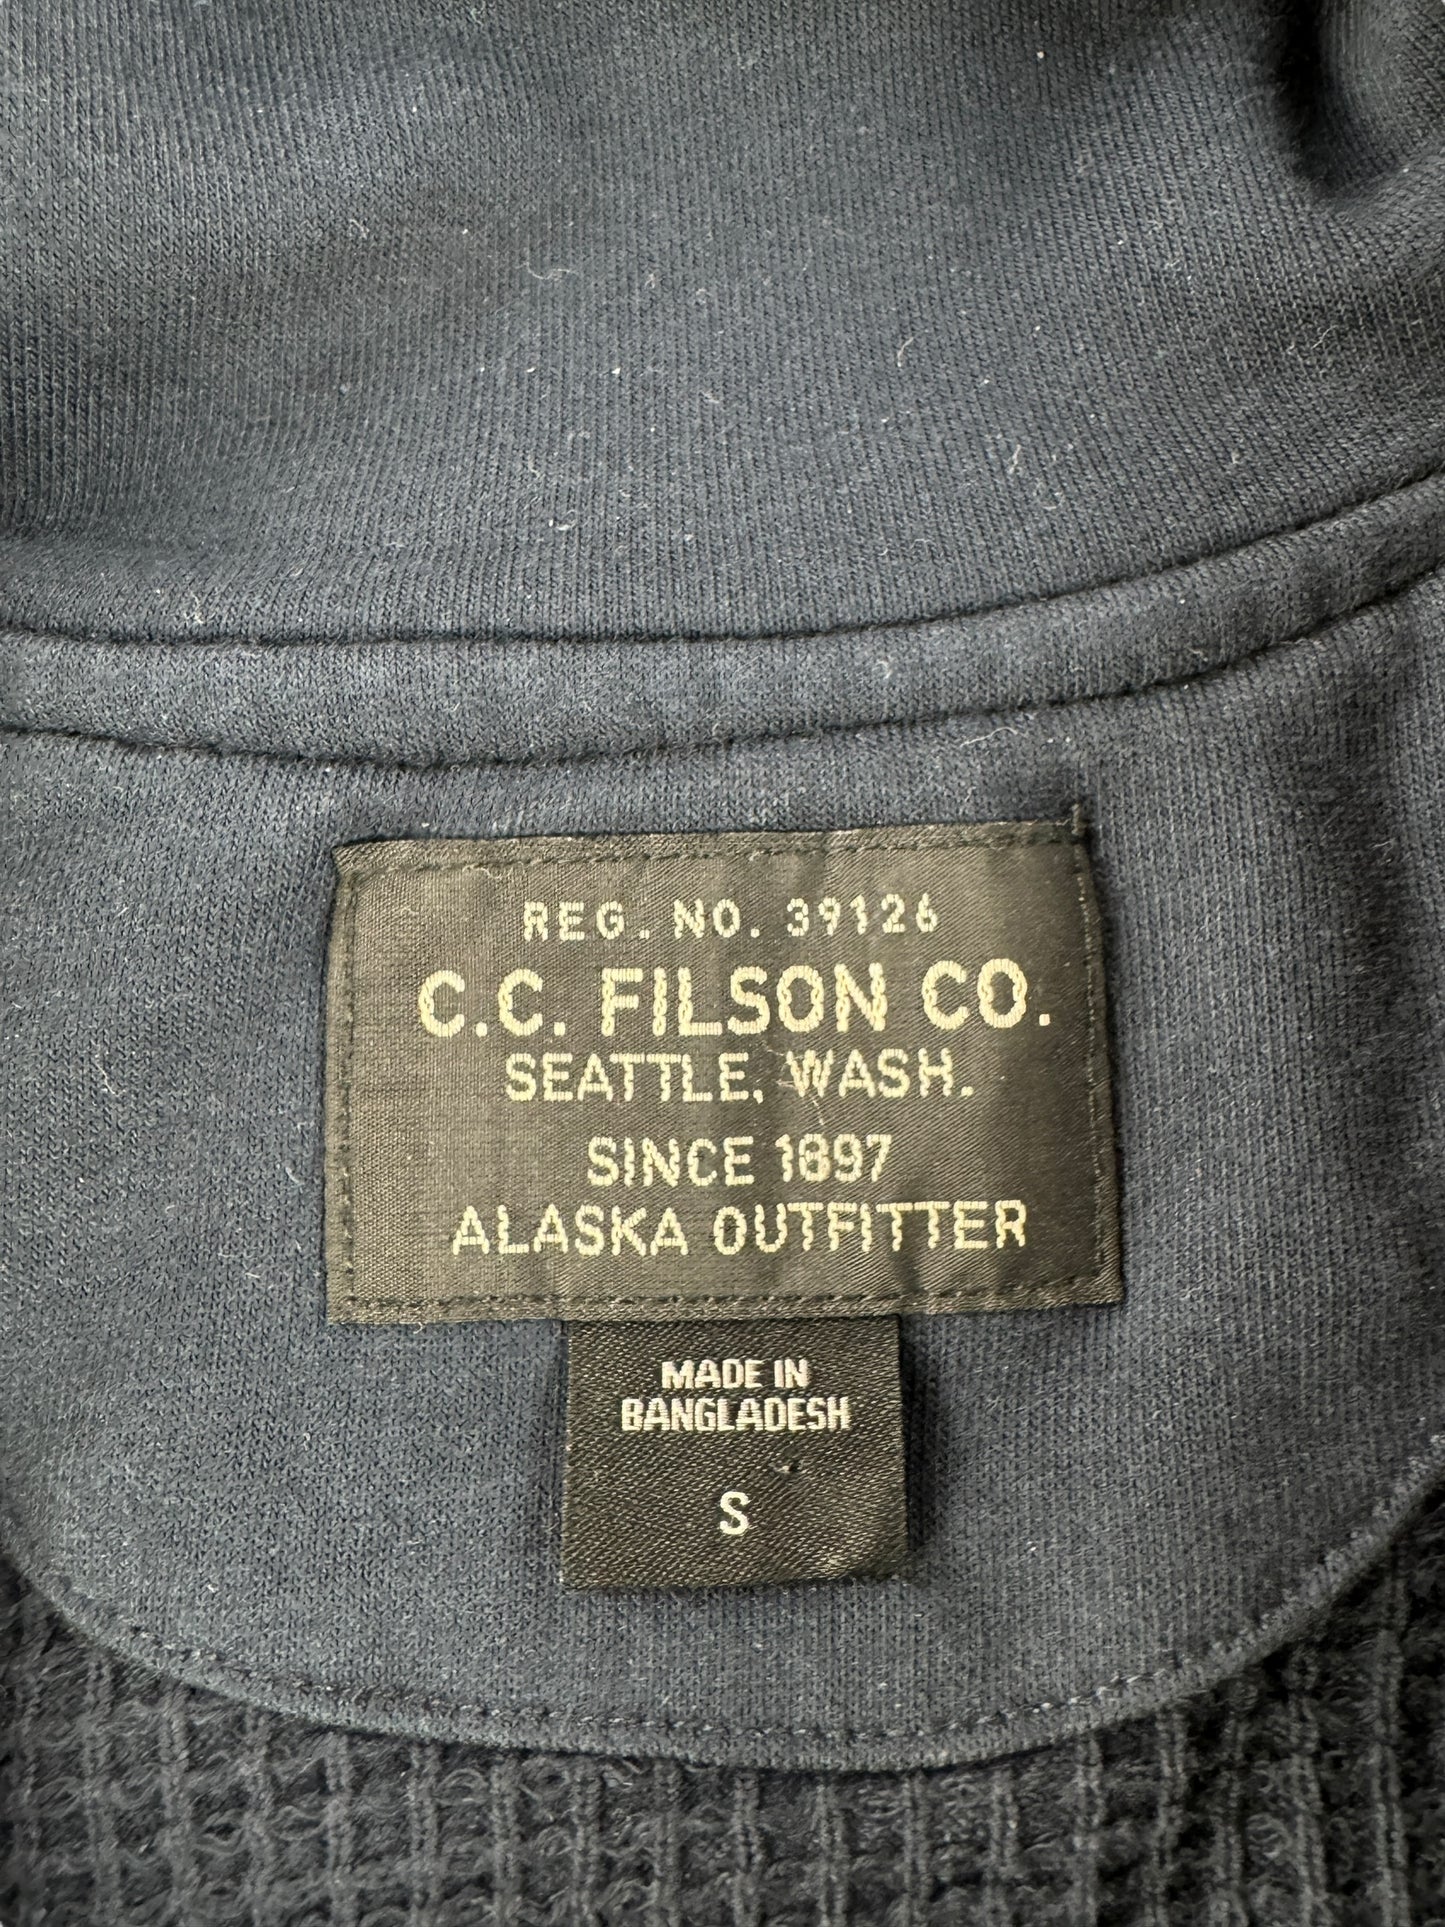 REG. NO. 39126
C.C. FILSON CO.
SEATTLE, WASH.
SINCE 1897
ALASKA OUTFITTER
MADE IN
BANGLADESH
S